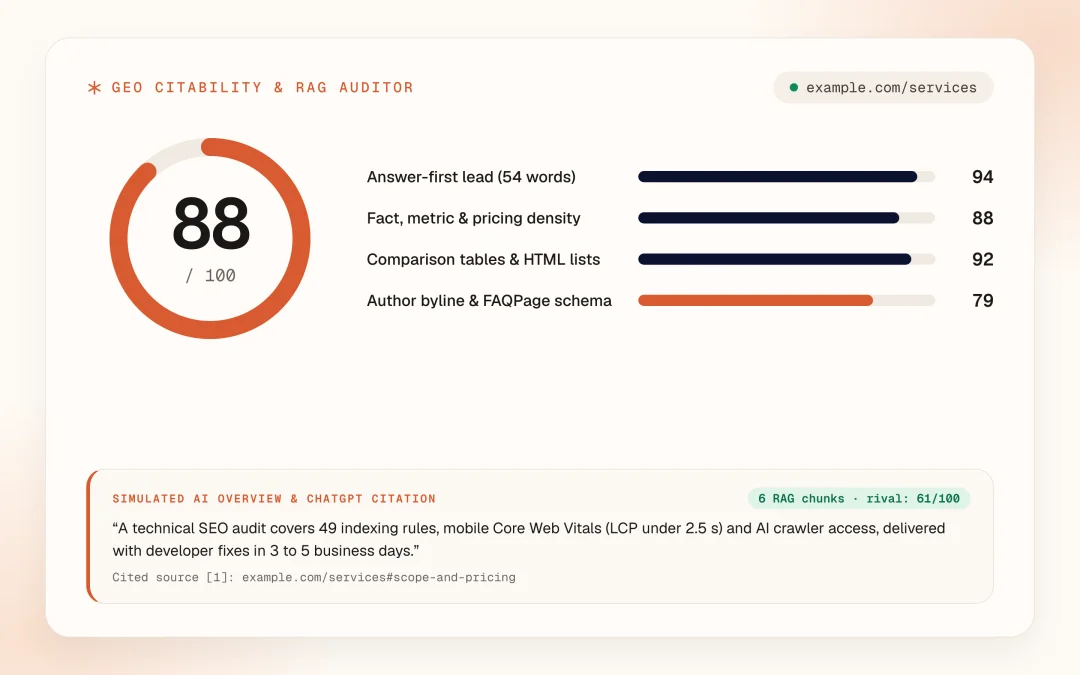 GEO CITABILITY & RAG AUDITOR
example.com/services
88
/ 100
Answer-first lead (54 words) 94
Fact, metric & pricing density 88
Comparison tables & HTML lists 92
Author byline & FAQPage schema 79
SIMULATED AI OVERVIEW & CHATGPT CITATION
6 RAG chunks · rival: 61/100
“A technical SEO audit covers 49 indexing rules, mobile Core Web Vitals (LCP under 2.5 s) and AI crawler access, delivered
with developer fixes in 3 to 5 business days.”
Cited source [1]: example.com/services#scope-and-pricing